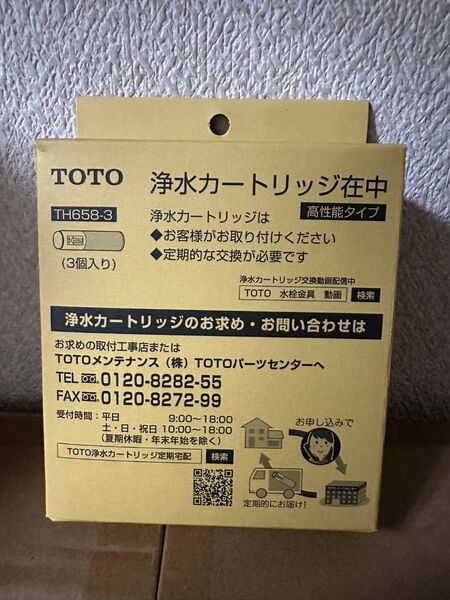 TOTO 浄水カートリッジ在中
TH658-3 高性能タイプ
(3個入り)
浄水カートリッジは
◆お客様がお取り付けください
◆定期的な交換が必要です
浄水カートリッジ交換動画配信中
TOTO 水栓金具 動画 検索
浄水カートリッジのお求め・お問い合わせは
お求めの取付工事店または
TOTOメンテナンス(株)TOTOパーツセンターへ
TEL 0120-8282-55
FAX 0120-8272-99
受付時間:平日 9:00~18:00
土・日・祝日 10:00~18:00
(夏期休暇・年末年始を除く)
TOTO浄水カートリッジ定期宅配 検索
お申し込みで
定期的にお届け!